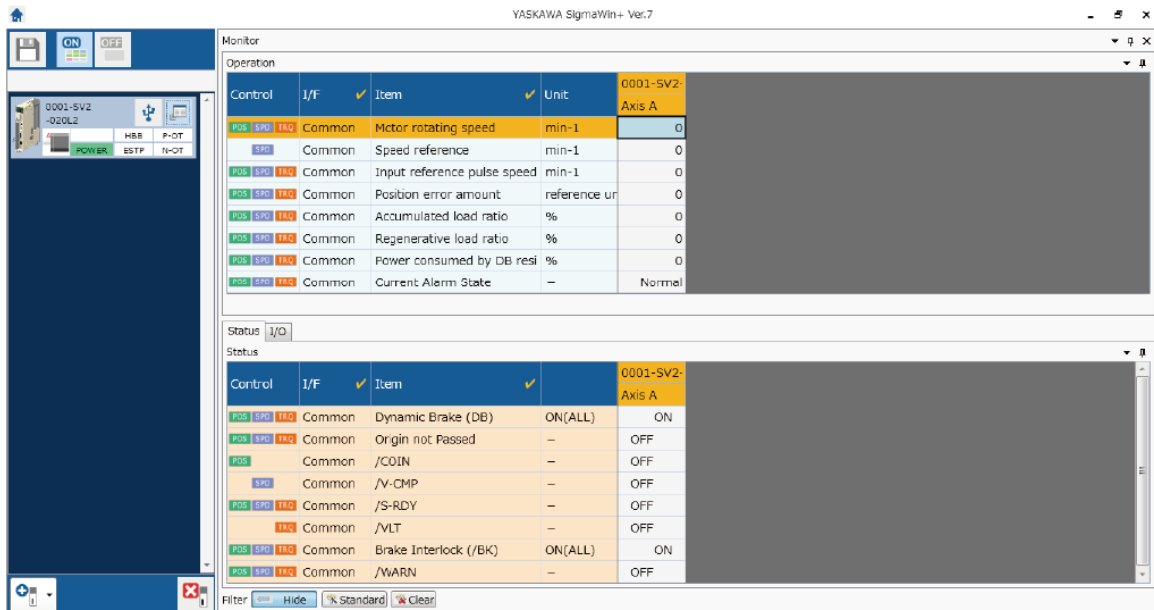 YASKAWA SigmaWin+ Ver.7
ON OFF
0001-SV2
-020L2
HBB P-OT
POWER ESTP N-OT
Monitor
Operation
Control I/F Item Unit 0001-SV2-
Axis A
POS SPD TRQ Common Motor rotating speed min-1 0
SPD Common Speed reference min-1 0
POS SPD TRQ Common Input reference pulse speed min-1 0
POS SPD TRQ Common Position error amount reference ur 0
POS SPD TRQ Common Accumulated load ratio % 0
POS SPD TRQ Common Regenerative load ratio % 0
POS SPD TRQ Common Power consumed by DB resi % 0
POS SPD TRQ Common Current Alarm State – Normal
Status I/O
Status
Control I/F Item 0001-SV2-
Axis A
POS SPD TRQ Common Dynamic Brake (DB) ON(ALL) ON
POS SPD TRQ Common Origin not Passed – OFF
POS Common /COIN – OFF
SPD Common /V-CMP – OFF
POS SPD TRQ Common /S-RDY – OFF
TRQ Common /VLT – OFF
POS SPD TRQ Common Brake Interlock (/BK) ON(ALL) ON
POS SPD TRQ Common /WARN – OFF
Filter Hide Standard Clear